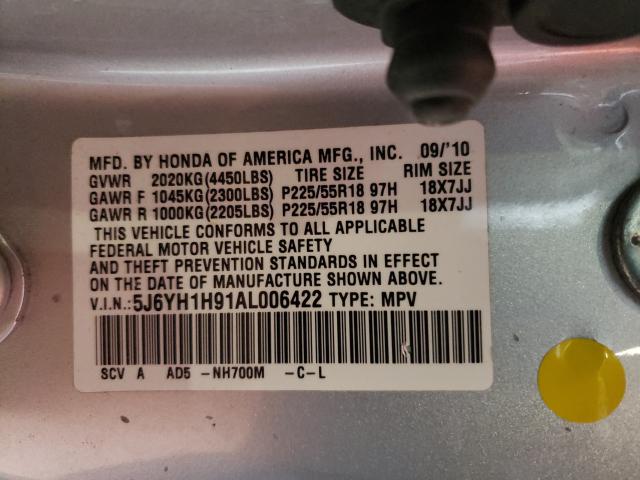 MFD. BY HONDA OF AMERICA MFG., INC. 09/'10
GVWR 2020KG(4450LBS) TIRE SIZE RIM SIZE
GAWR F 1045KG(2300LBS) P225/55R18 97H 18X7JJ
GAWR R 1000KG(2205LBS) P225/55R18 97H 18X7JJ
THIS VEHICLE CONFORMS TO ALL APPLICABLE
FEDERAL MOTOR VEHICLE SAFETY
AND THEFT PREVENTION STANDARDS IN EFFECT
ON THE DATE OF MANUFACTURE SHOWN ABOVE.
V.I.N.:5J6YH1H91AL006422 TYPE: MPV
SCV A AD5 -NH700M -C-L